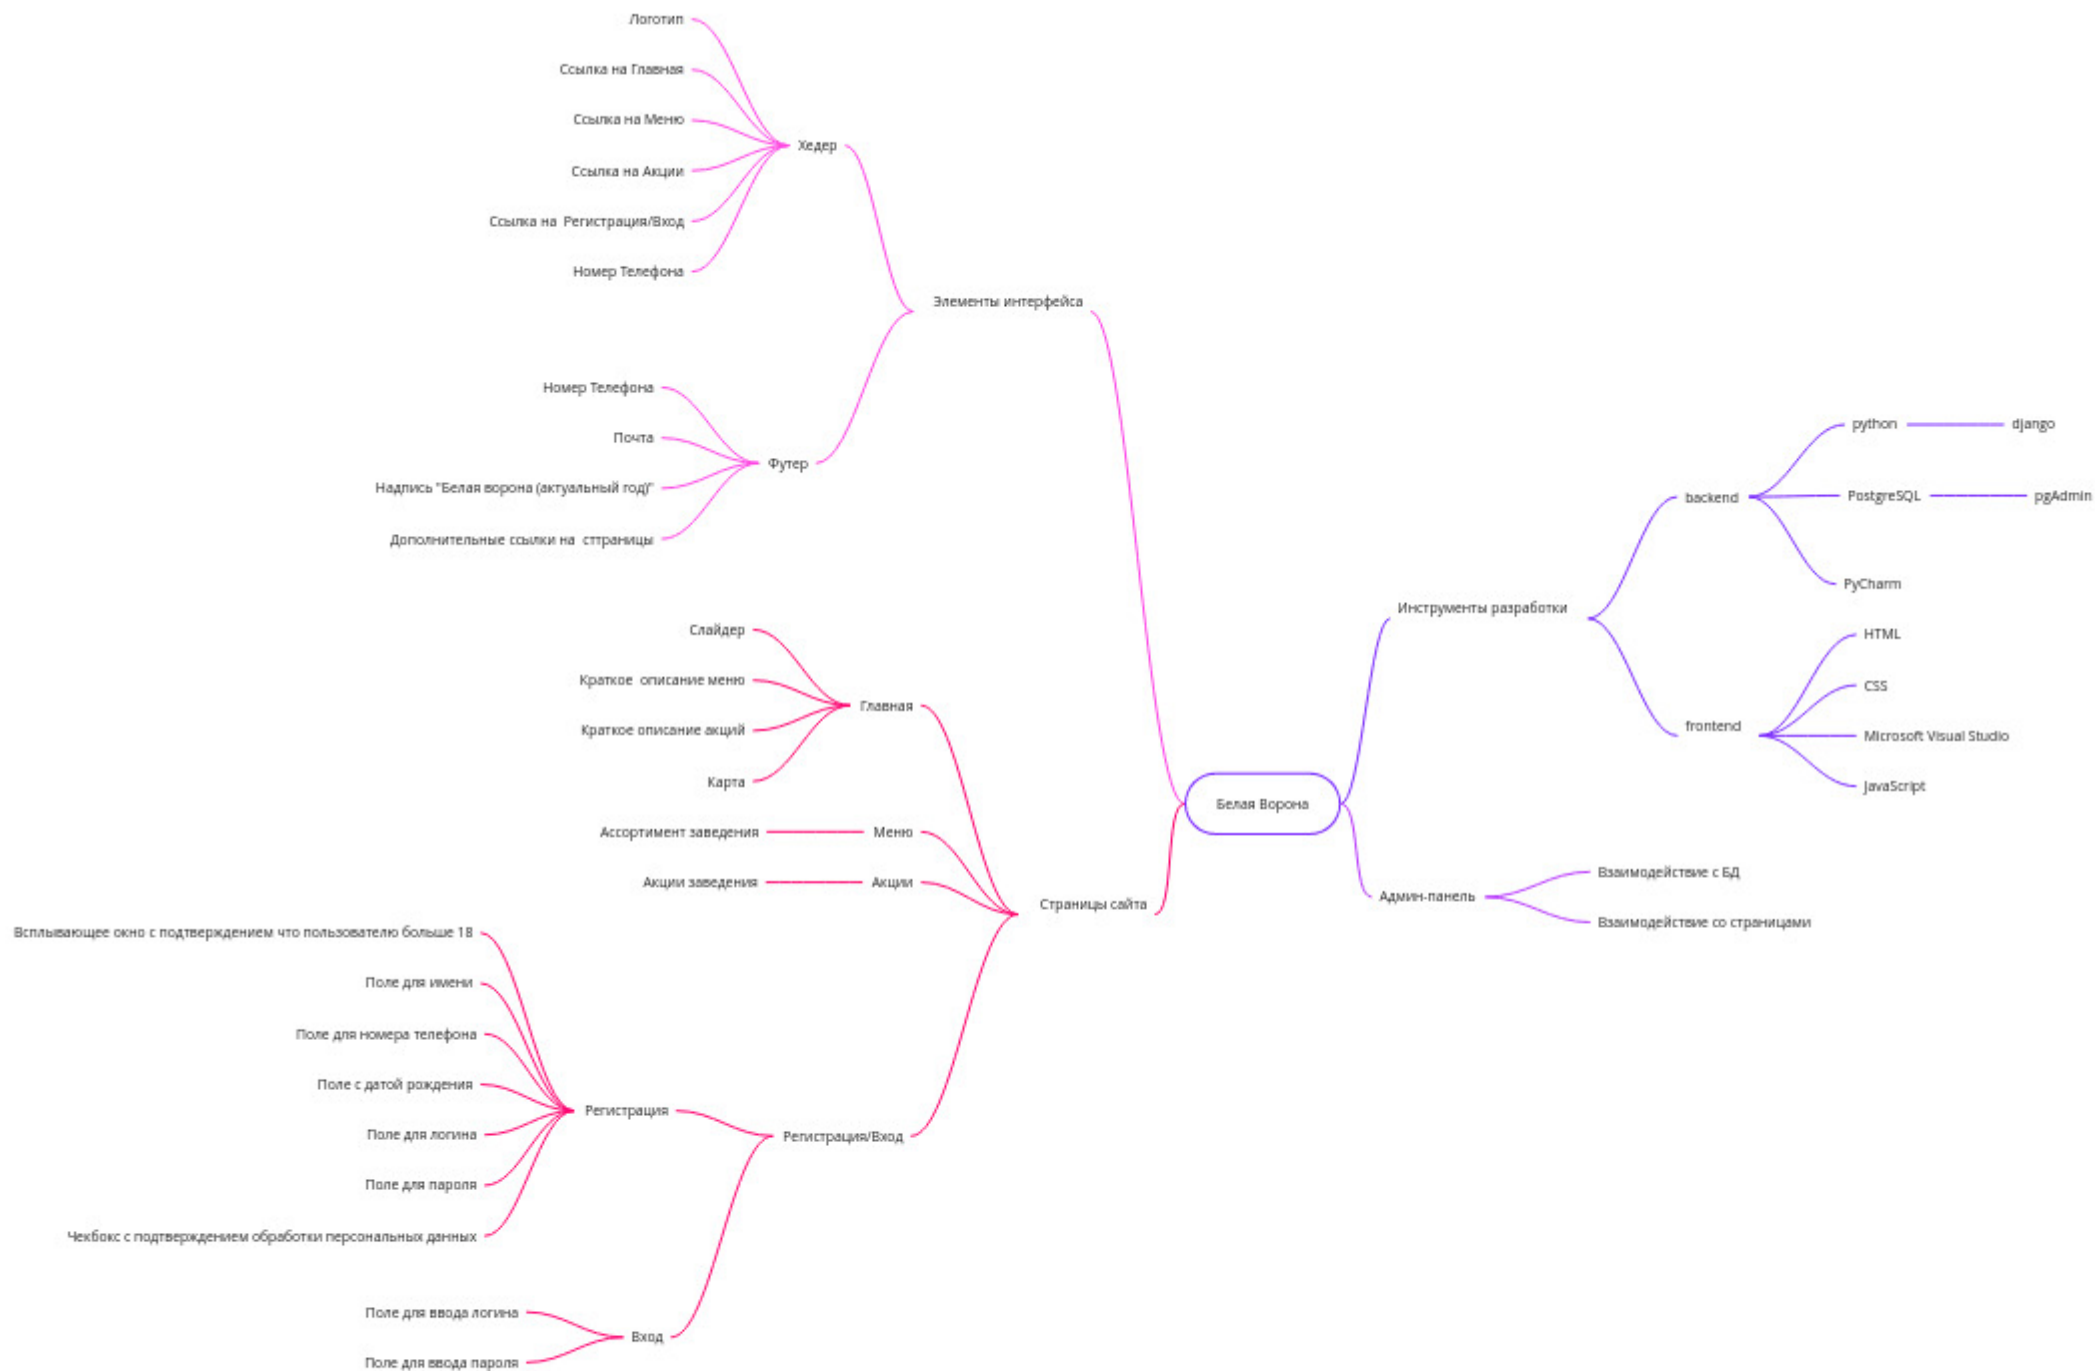 Логотип
Ссылка на Главная
Ссылка на Меню
Ссылка на Акции
Ссылка на  Регистрация/Вход
Номер Телефона
Хедер
Элементы интерфейса
Номер Телефона
Почта
Надпись "Белая ворона (актуальный год)"
Дополнительные ссылки на  сттраницы
Футер
Слайдер
Краткое  описание меню
Краткое описание акций
Карта
Главная
Ассортимент заведения
Меню
Акции заведения
Акции
Страницы сайта
Всплывающее окно с подтверждением что пользователю больше 18
Поле для имени
Поле для номера телефона
Поле с датой рождения
Поле для логина
Поле для пароля
Чекбокс с подтверждением обработки персональных данных
Регистрация
Регистрация/Вход
Поле для ввода логина
Поле для ввода пароля
Вход
Белая Ворона
Инструменты разработки
backend
python
django
PostgreSQL
pgAdmin
PyCharm
frontend
HTML
CSS
Microsoft Visual Studio
JavaScript
Админ-панель
Взаимодействие с БД
Взаимодействие со страницами